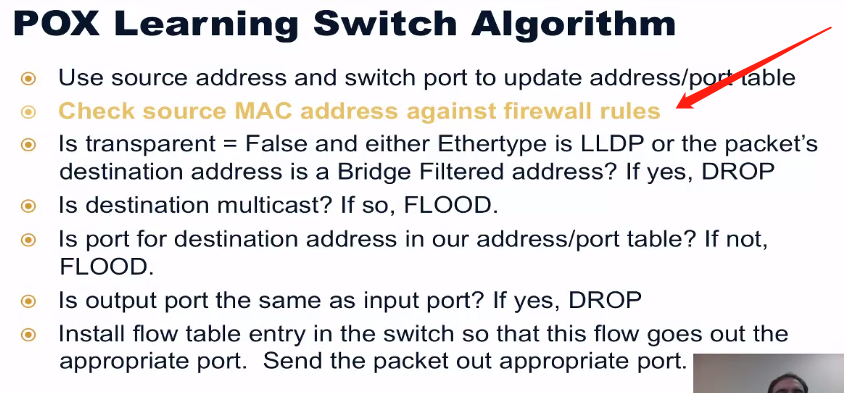 POX Learning Switch Algorithm
Use source address and switch port to update address/port table
Check source MAC address against firewall rules
Is transparent = False and either Ethertype is LLDP or the packet's
destination address is a Bridge Filtered address? If yes, DROP
Is destination multicast? If so, FLOOD.
Is port for destination address in our address/port table? If not,
FLOOD.
Is output port the same as input port? If yes, DROP
Install flow table entry in the switch so that this flow goes out the
appropriate port. Send the packet out appropriate port.